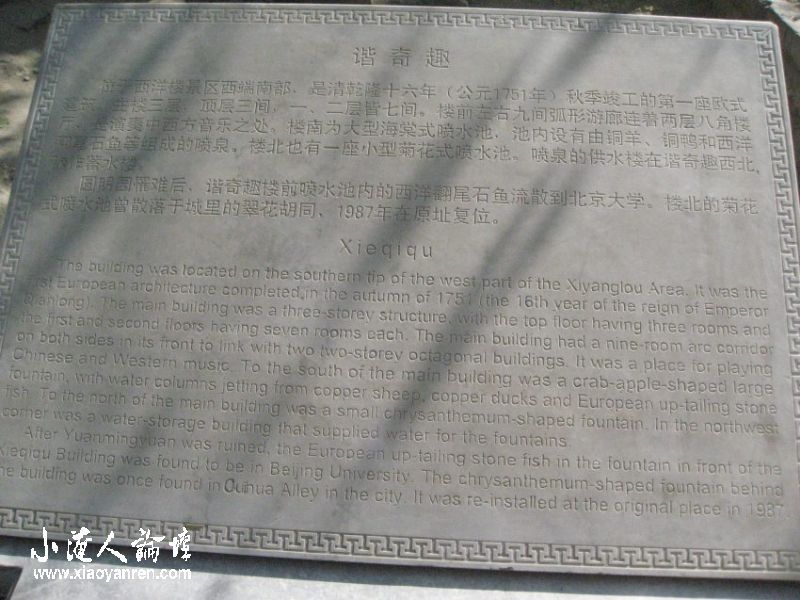 谐奇趣
位于西洋楼景区西端南部，是清乾隆十六年（公元1751年）秋季竣工的第一座欧式
建筑。主楼三层，顶层三间，一、二层皆七间。楼前左右九间弧形游廊连着两层八角楼
厅，是演奏中西方音乐之处。楼南为大型海棠式喷水池，池内设有由铜羊、铜鸭和西洋
翻尾石鱼等组成的喷泉。楼北也有一座小型菊花式喷水池。喷泉的供水楼在谐奇趣西北，
俗称蓄水楼。
圆明园罹难后，谐奇趣楼前喷水池内的西洋翻尾石鱼流散到北京大学。楼北的菊花
式喷水池曾散落于城里的翠花胡同，1987年在原址复位。
Xieqiqu
The building was located on the southern tip of the west part of the Xiyanglou Area. It was the
first European architecture completed in the autumn of 1751 (the 16th year of the reign of Emperor
Qianlong). The main building was a three-storey structure, with the top floor having three rooms and
the first and second floors having seven rooms each. The main building had a nine-room arc corridor
on both sides in its front to link with two two-storey octagonal buildings. It was a place for playing
Chinese and Western music. To the south of the main building was a crab-apple-shaped large
fountain, with water columns jetting from copper sheep, copper ducks and European up-tailing stone
fish. To the north of the main building was a small chrysanthemum-shaped fountain. In the northwest
corner was a water-storage building that supplied water for the fountains.
After Yuanmingyuan was ruined, the European up-tailing stone fish in the fountain in front of the
Xieqiqu Building was found to be in Beijing University. The chrysanthemum-shaped fountain behind
the building was once found in Cuihua Alley in the city. It was re-installed at the original place in 1987
小淹人論壇
www.xiaoyanren.com